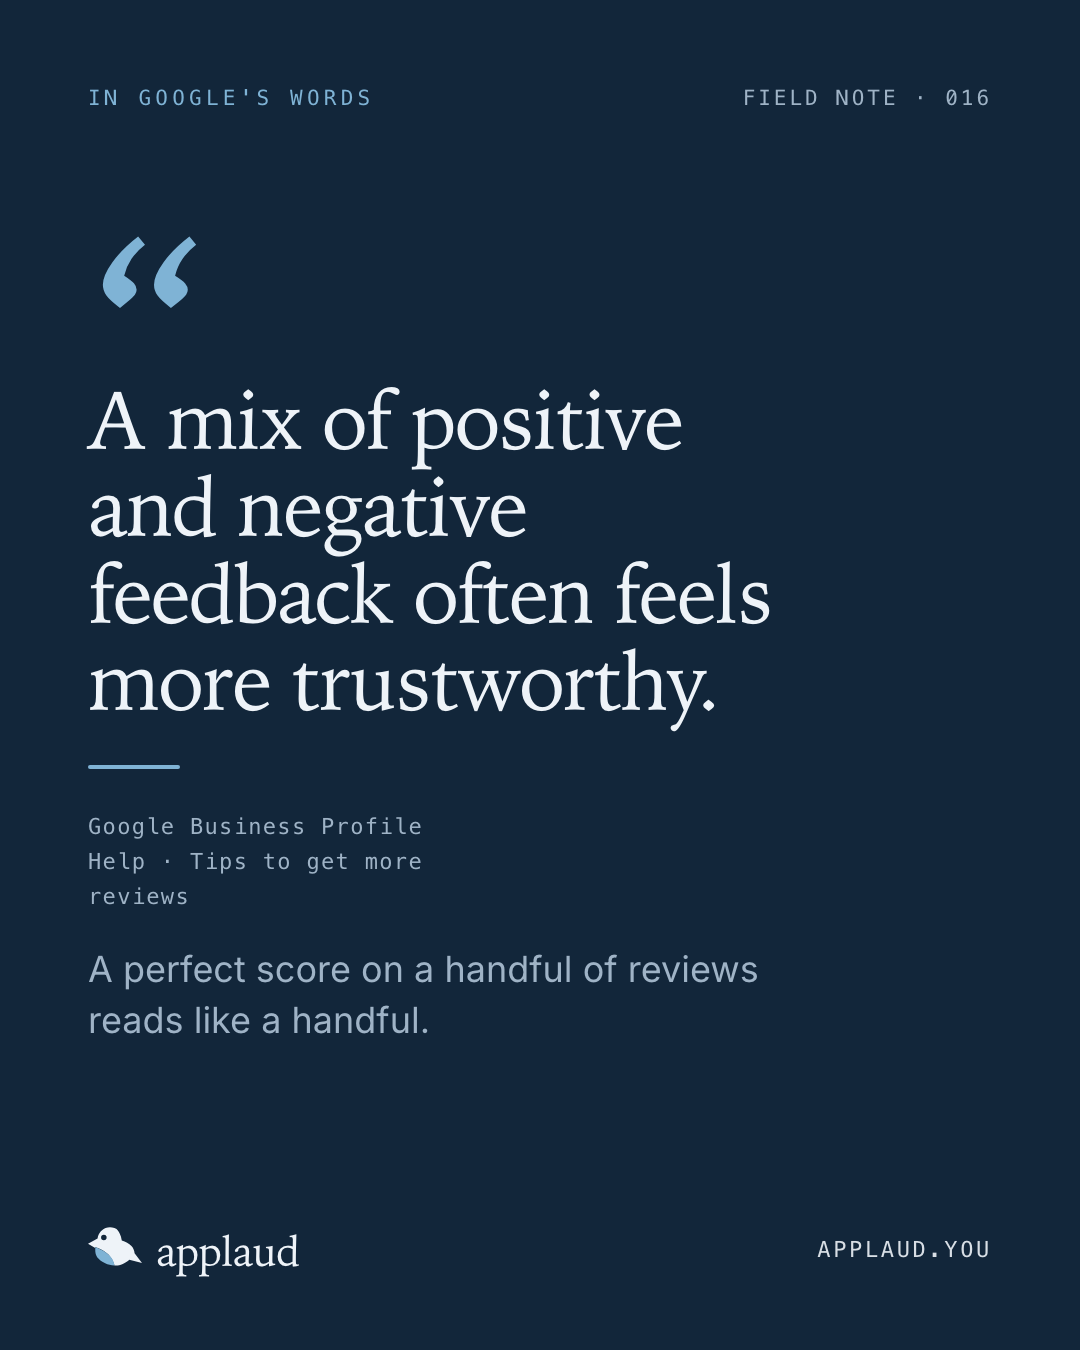 IN GOOGLE'S WORDS
FIELD NOTE · 016
“
A mix of positive
and negative
feedback often feels
more trustworthy.
Google Business Profile
Help · Tips to get more
reviews
A perfect score on a handful of reviews
reads like a handful.
applaud
APPLAUD.YOU